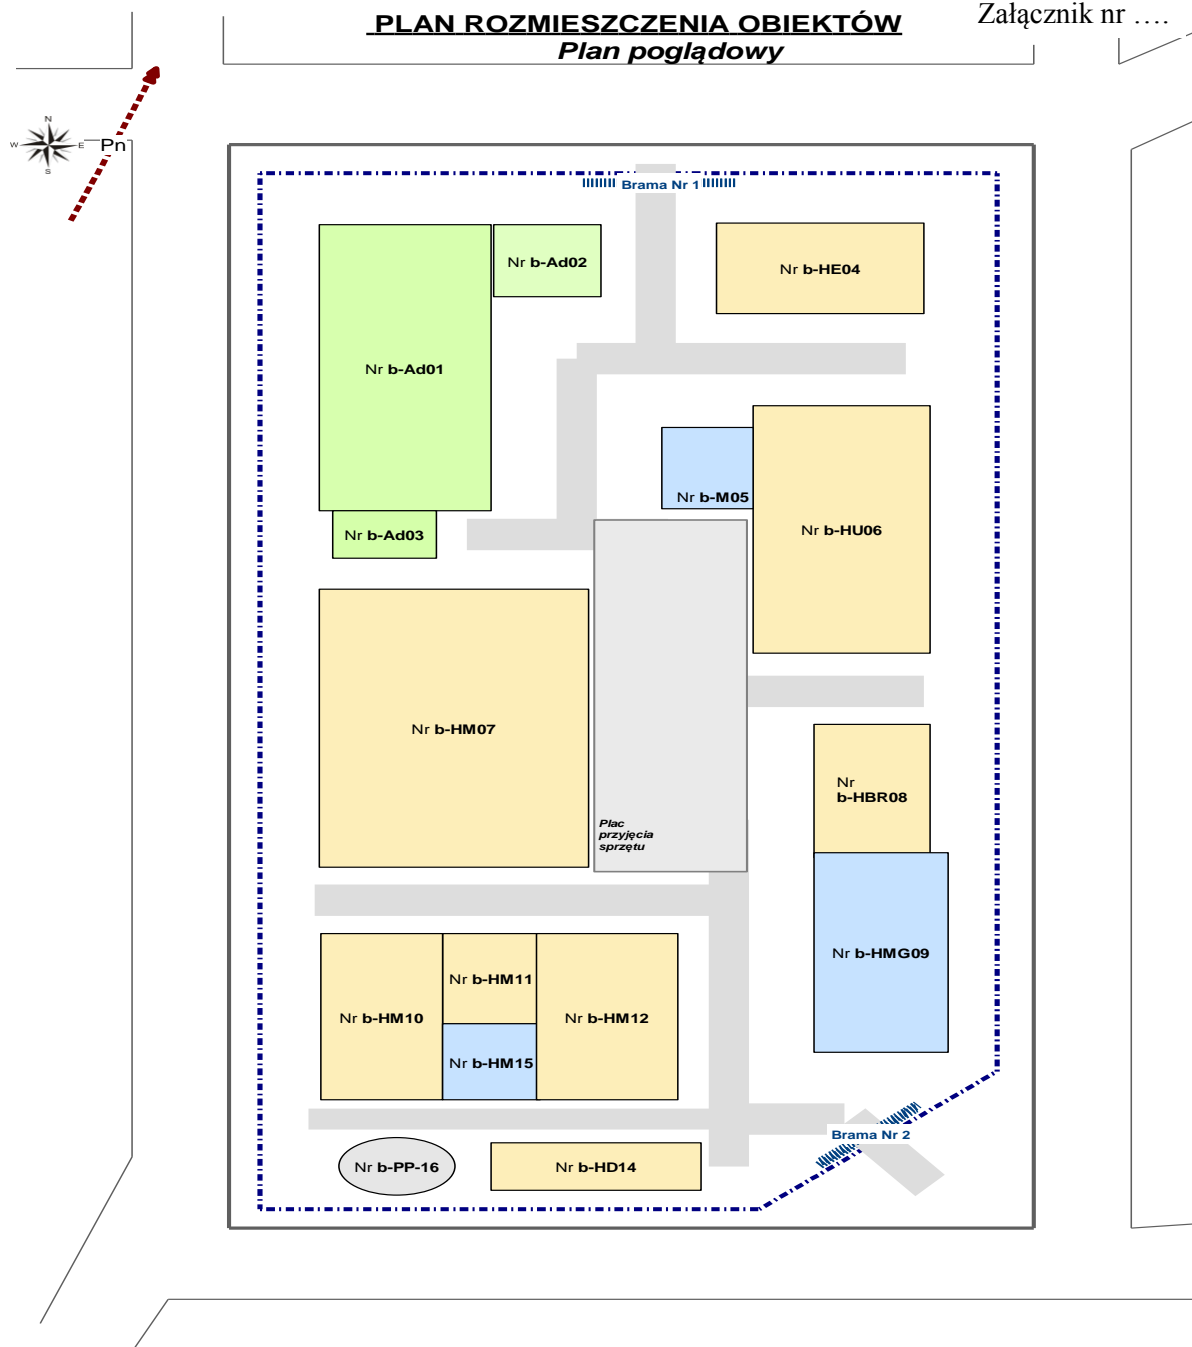 Załącznik nr ….
PLAN ROZMIESZCZENIA OBIEKTÓW
Plan poglądowy
N
W
E
S
Pn
Brama Nr 1
Nr b-Ad02
Nr b-HE04
Nr b-Ad01
Nr b-M05
Nr b-HU06
Nr b-Ad03
Nr b-HM07
Nr
b-HBR08
Plac
przyjęcia
sprzętu
Nr b-HMG09
Nr b-HM11
Nr b-HM10
Nr b-HM12
Nr b-HM15
Brama Nr 2
Nr b-PP-16
Nr b-HD14